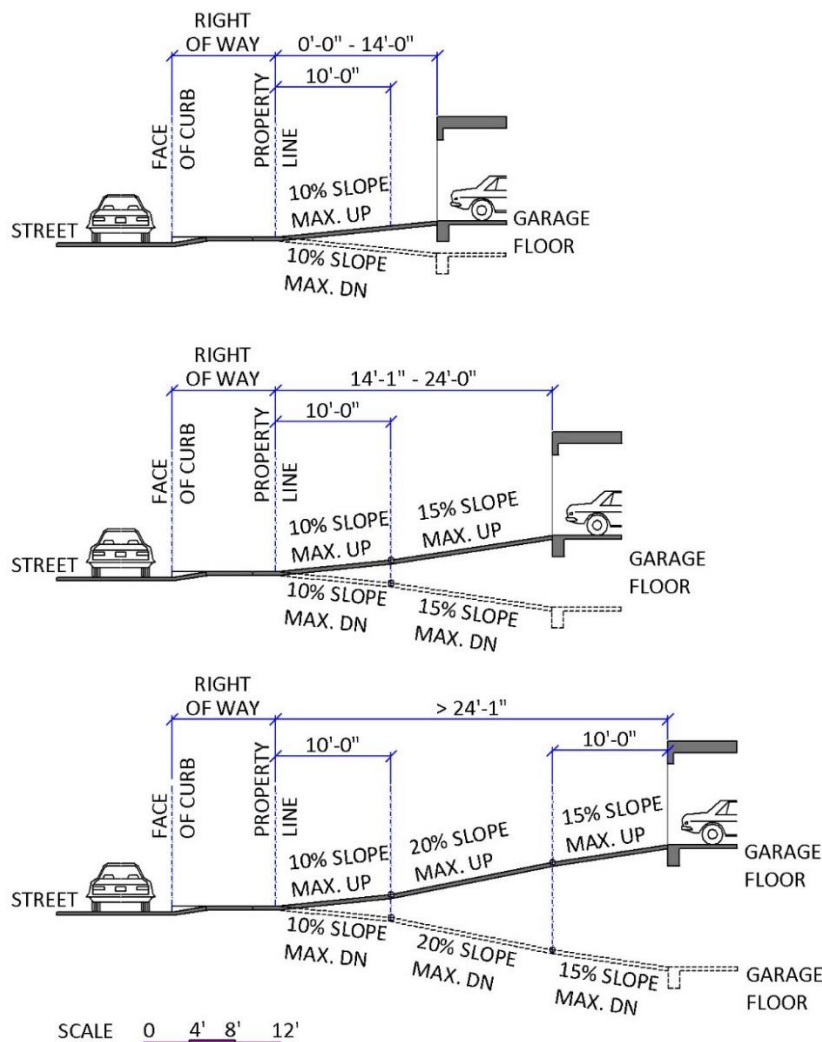 RIGHT
OF WAY
0'-0" - 14'-0"
10'-0"
FACE
OF CURB
PROPERTY
LINE
10% SLOPE
MAX. UP
STREET
GARAGE
FLOOR
10% SLOPE
MAX. DN
RIGHT
OF WAY
14'-1" - 24'-0"
10'-0"
FACE
OF CURB
PROPERTY
LINE
10% SLOPE
MAX. UP
15% SLOPE
MAX. UP
STREET
GARAGE
FLOOR
10% SLOPE
MAX. DN
15% SLOPE
MAX. DN
RIGHT
OF WAY
> 24'-1"
10'-0"
10'-0"
FACE
OF CURB
PROPERTY
LINE
10% SLOPE
MAX. UP
20% SLOPE
MAX. UP
15% SLOPE
MAX. UP
GARAGE
FLOOR
STREET
10% SLOPE
MAX. DN
20% SLOPE
MAX. DN
15% SLOPE
MAX. DN
GARAGE
FLOOR
SCALE 0 4' 8' 12'